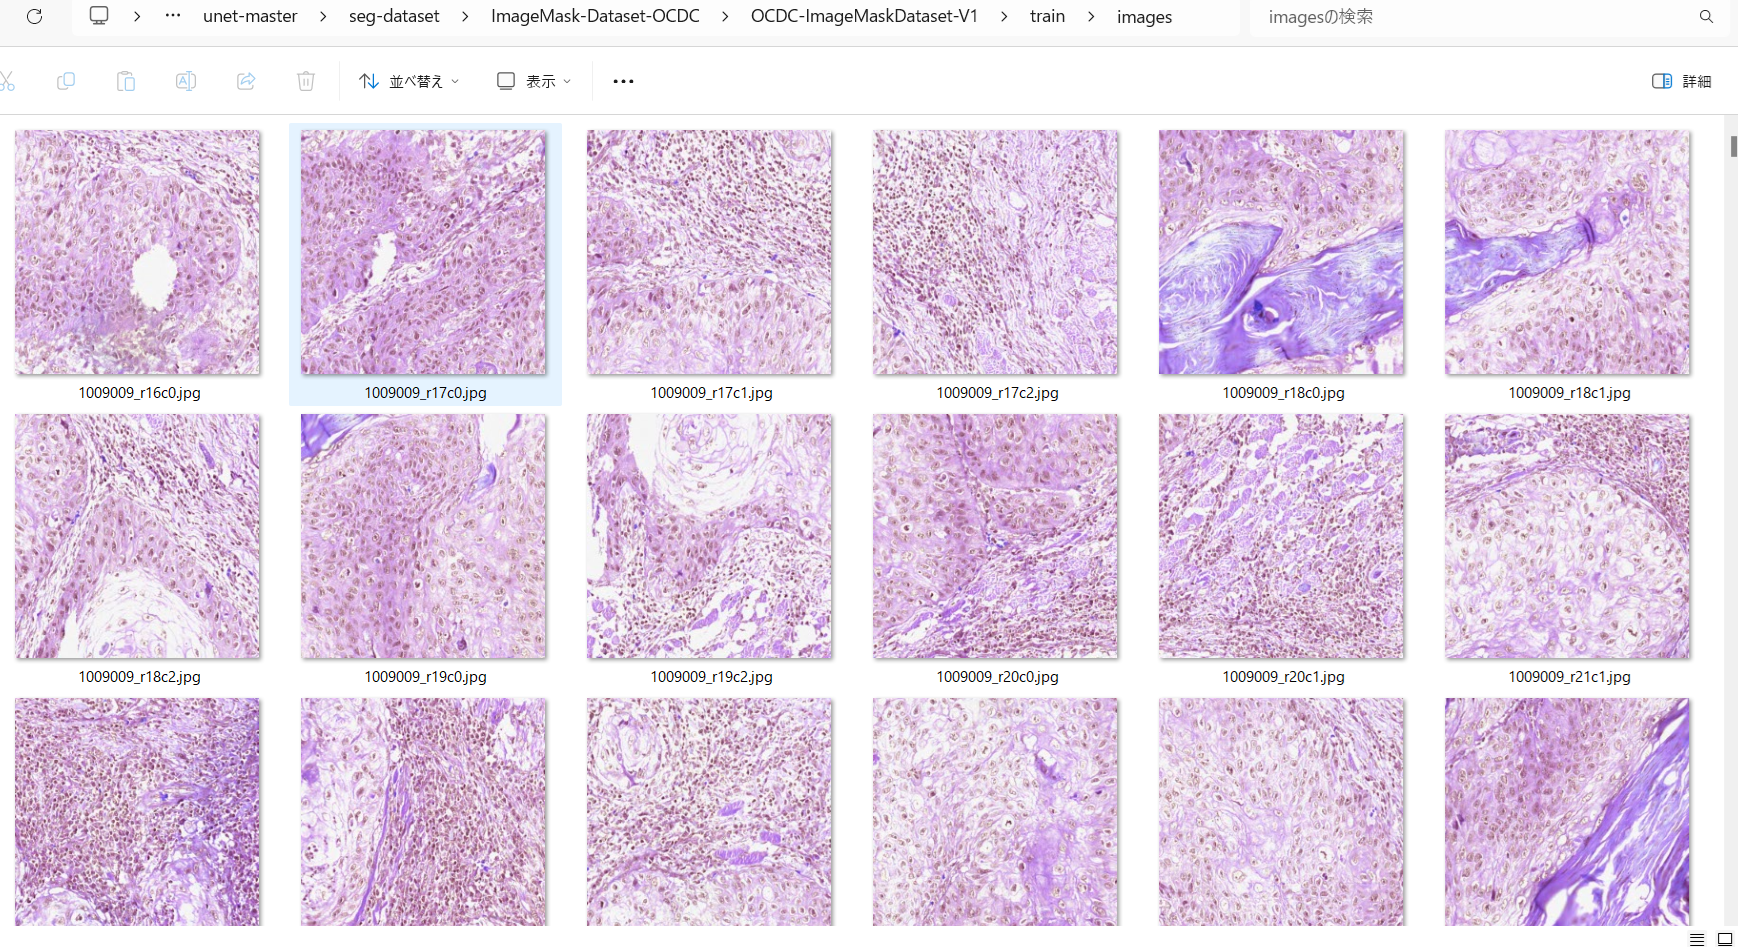 unet-master > seg-dataset > ImageMask-Dataset-OCDC > OCDC-ImageMaskDataset-V1 > train > images
imagesの検索
並べ替え
表示
詳細
1009009_r16c0.jpg
1009009_r17c0.jpg
1009009_r17c1.jpg
1009009_r17c2.jpg
1009009_r18c0.jpg
1009009_r18c1.jpg
1009009_r18c2.jpg
1009009_r19c0.jpg
1009009_r19c2.jpg
1009009_r20c0.jpg
1009009_r20c1.jpg
1009009_r21c1.jpg